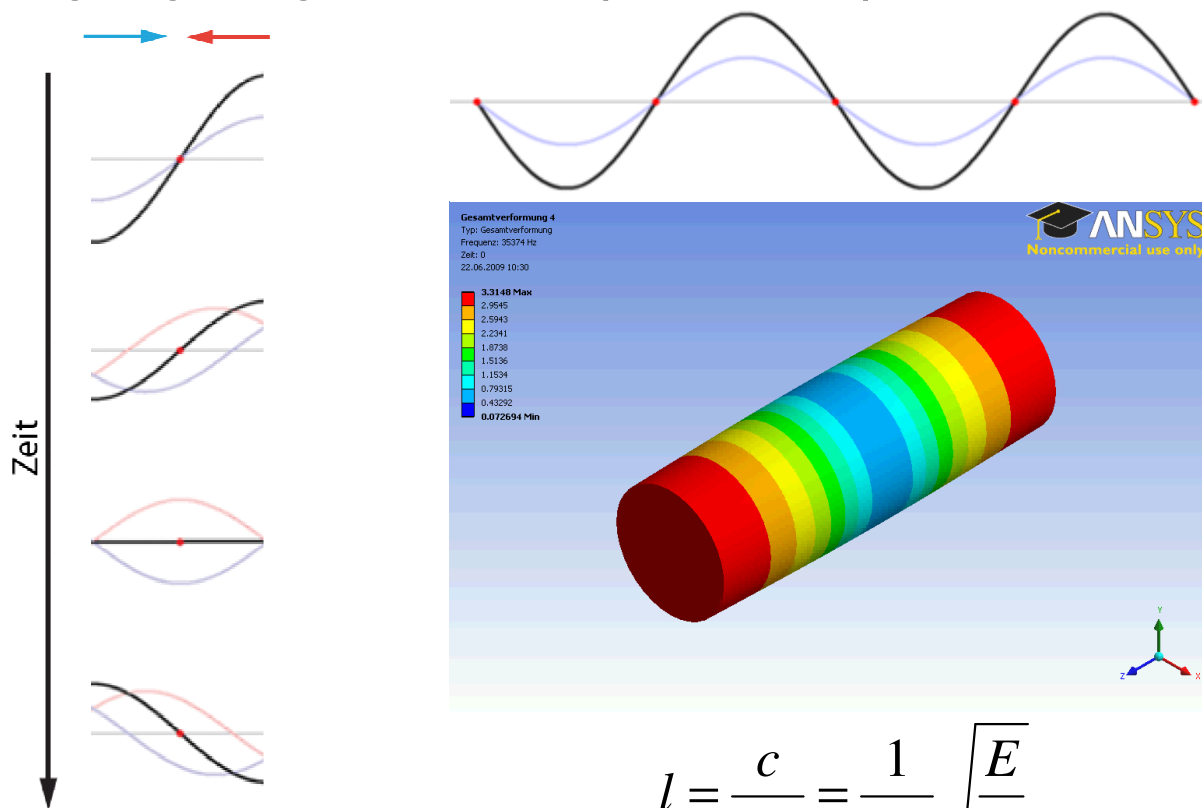 Zeit
Gesamtverformung 4
Typ: Gesamtverformung
Frequenz: 35374 Hz
Zeit: 0
22.06.2009 10:30
3.3148 Max
2.9545
2.5943
2.2341
1.8738
1.5136
1.1534
0.79315
0.43292
0.072694 Min
ANSYS
Noncommercial use only
Y
Z
X
l = c = 1 √E